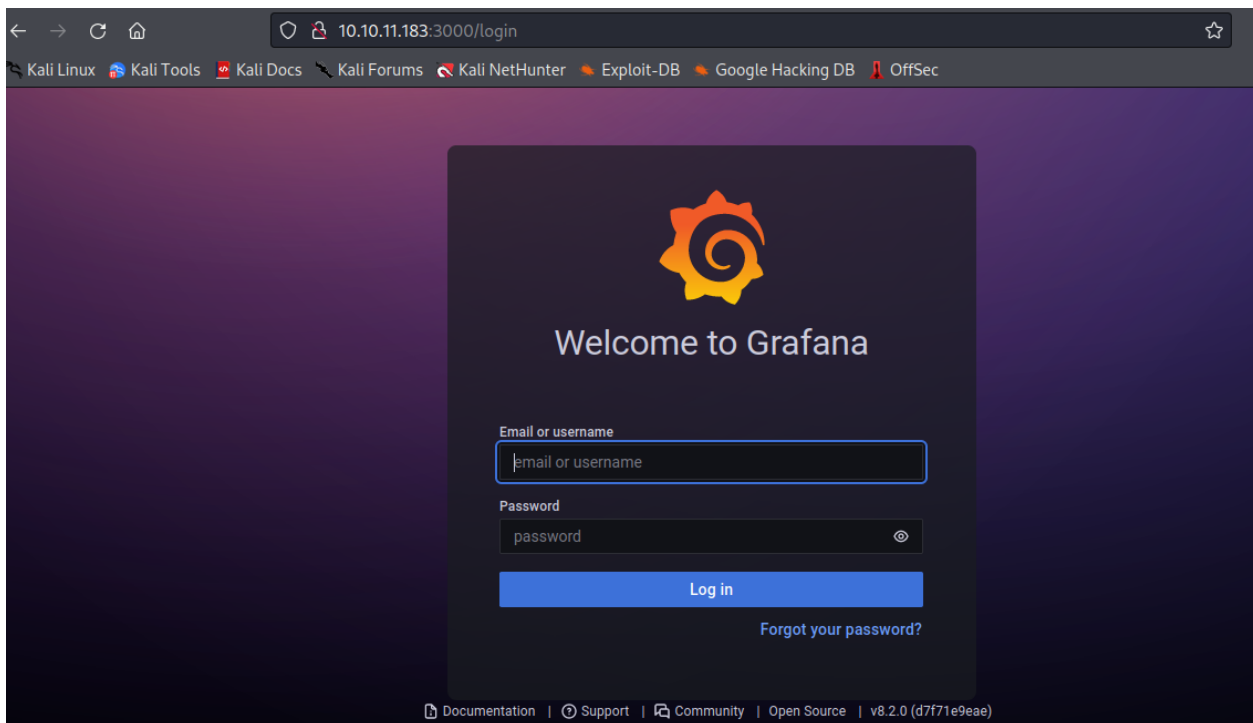 10.10.11.183:3000/login
Kali Linux Kali Tools Kali Docs Kali Forums Kali NetHunter Exploit-DB Google Hacking DB OffSec
Welcome to Grafana
Email or username
email or username
Password
password
Log in
Forgot your password?
Documentation | Support | Community | Open Source | v8.2.0 (d7f71e9eae)